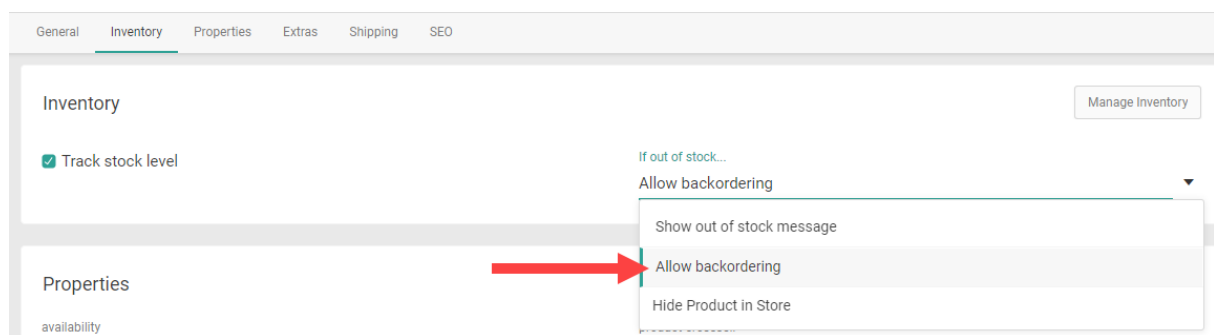 General Inventory Properties Extras Shipping SEO
Inventory
Manage Inventory
Track stock level
If out of stock...
Allow backordering
Show out of stock message
Allow backordering
Hide Product in Store
Properties
availability